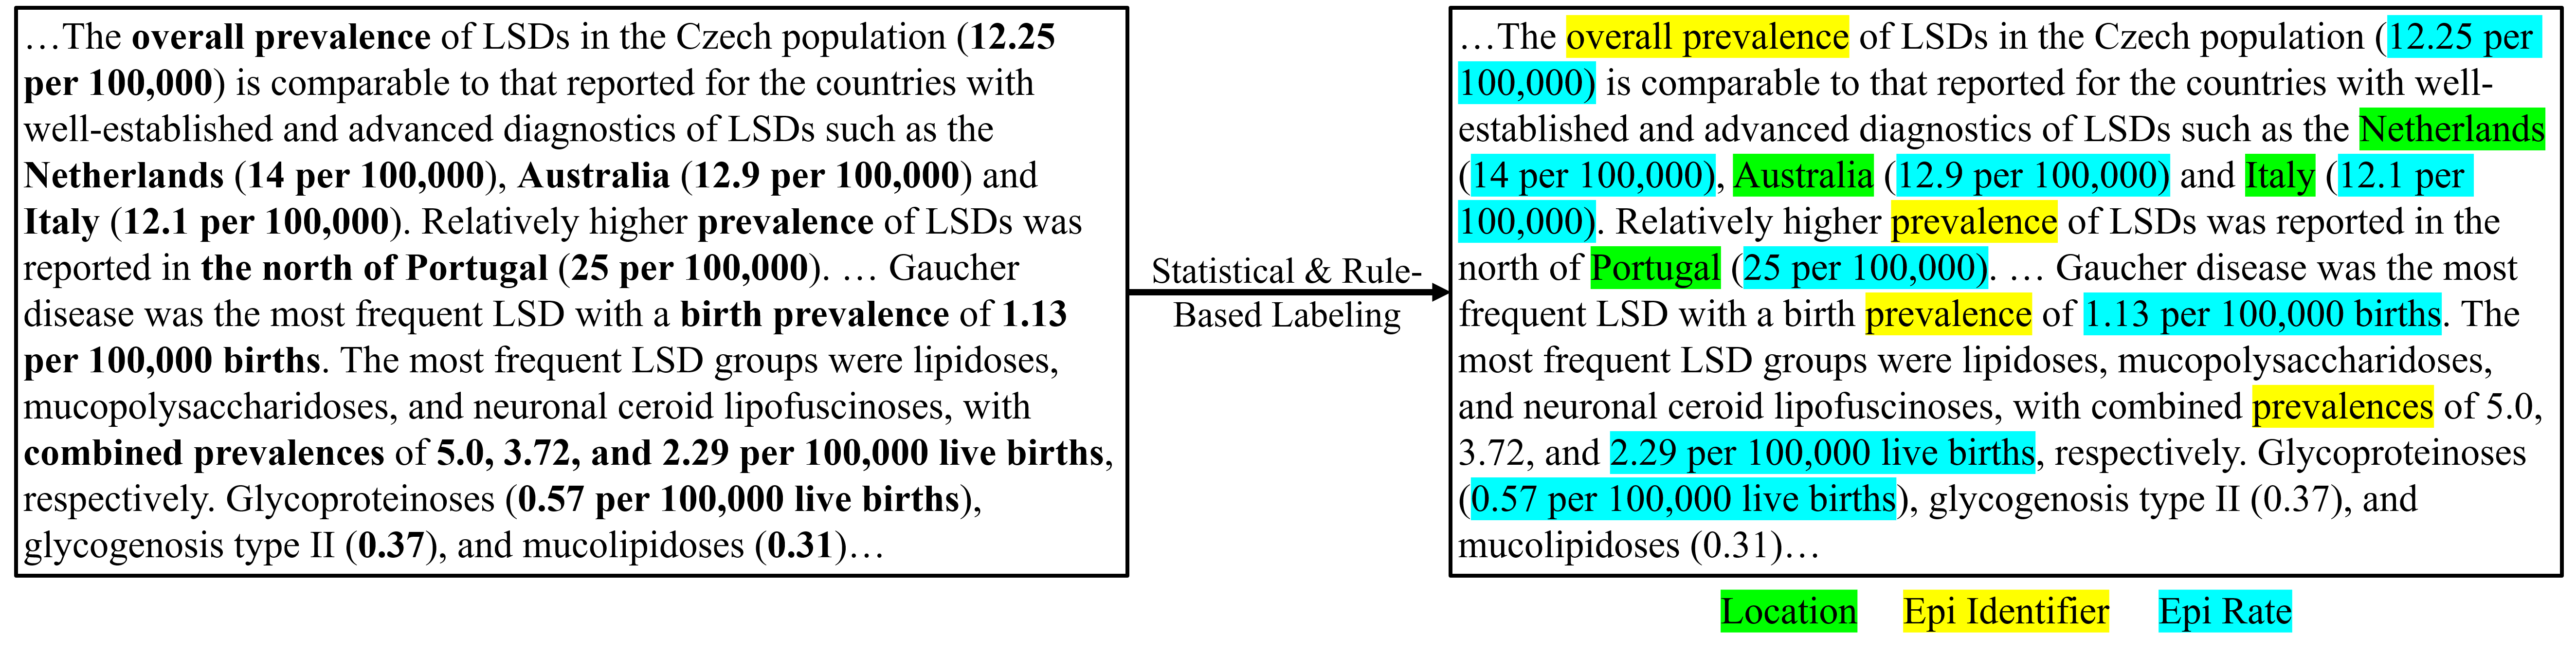 …The overall prevalence of LSDs in the Czech population (12.25
per 100,000) is comparable to that reported for the countries with
well-established and advanced diagnostics of LSDs such as the
Netherlands (14 per 100,000), Australia (12.9 per 100,000) and
Italy (12.1 per 100,000). Relatively higher prevalence of LSDs was
reported in the north of Portugal (25 per 100,000). … Gaucher
disease was the most frequent LSD with a birth prevalence of 1.13
per 100,000 births. The most frequent LSD groups were lipidoses,
mucopolysaccharidoses, and neuronal ceroid lipofuscinoses, with
combined prevalences of 5.0, 3.72, and 2.29 per 100,000 live births,
respectively. Glycoproteinoses (0.57 per 100,000 live births),
glycogenosis type II (0.37), and mucolipidoses (0.31)…
Statistical & Rule-
Based Labeling
…The overall prevalence of LSDs in the Czech population (12.25 per
100,000) is comparable to that reported for the countries with well-
established and advanced diagnostics of LSDs such as the Netherlands
(14 per 100,000), Australia (12.9 per 100,000) and Italy (12.1 per
100,000). Relatively higher prevalence of LSDs was reported in the
north of Portugal (25 per 100,000). … Gaucher disease was the most
frequent LSD with a birth prevalence of 1.13 per 100,000 births. The
most frequent LSD groups were lipidoses, mucopolysaccharidoses,
and neuronal ceroid lipofuscinoses, with combined prevalences of 5.0,
3.72, and 2.29 per 100,000 live births, respectively. Glycoproteinoses
(0.57 per 100,000 live births), glycogenosis type II (0.37), and
mucolipidoses (0.31)…
Location Epi Identifier Epi Rate